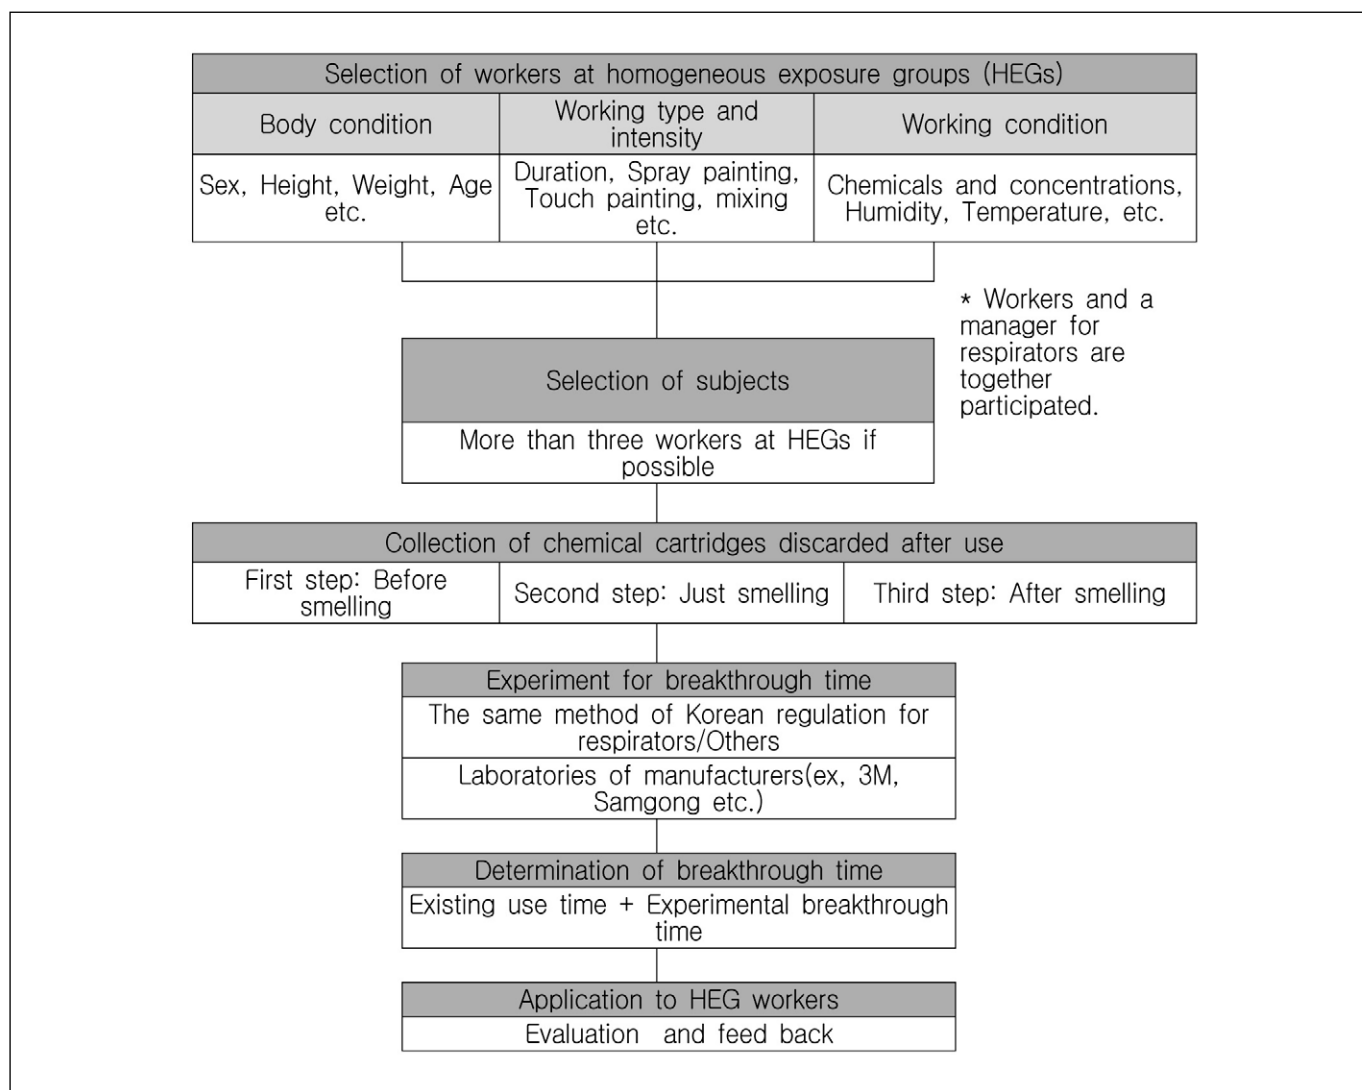 Selection of workers at homogeneous exposure groups (HEGs)
Body condition
Working type and
intensity
Working condition
Sex, Height, Weight, Age
etc.
Duration, Spray painting,
Touch painting, mixing
etc.
Chemicals and concentrations,
Humidity, Temperature, etc.
* Workers and a
manager for
respirators are
together
participated.
Selection of subjects
More than three workers at HEGs if
possible
Collection of chemical cartridges discarded after use
First step: Before
smelling
Second step: Just smelling
Third step: After smelling
Experiment for breakthrough time
The same method of Korean regulation for
respirators/Others
Laboratories of manufacturers(ex, 3M,
Samgong etc.)
Determination of breakthrough time
Existing use time + Experimental breakthrough
time
Application to HEG workers
Evaluation and feed back